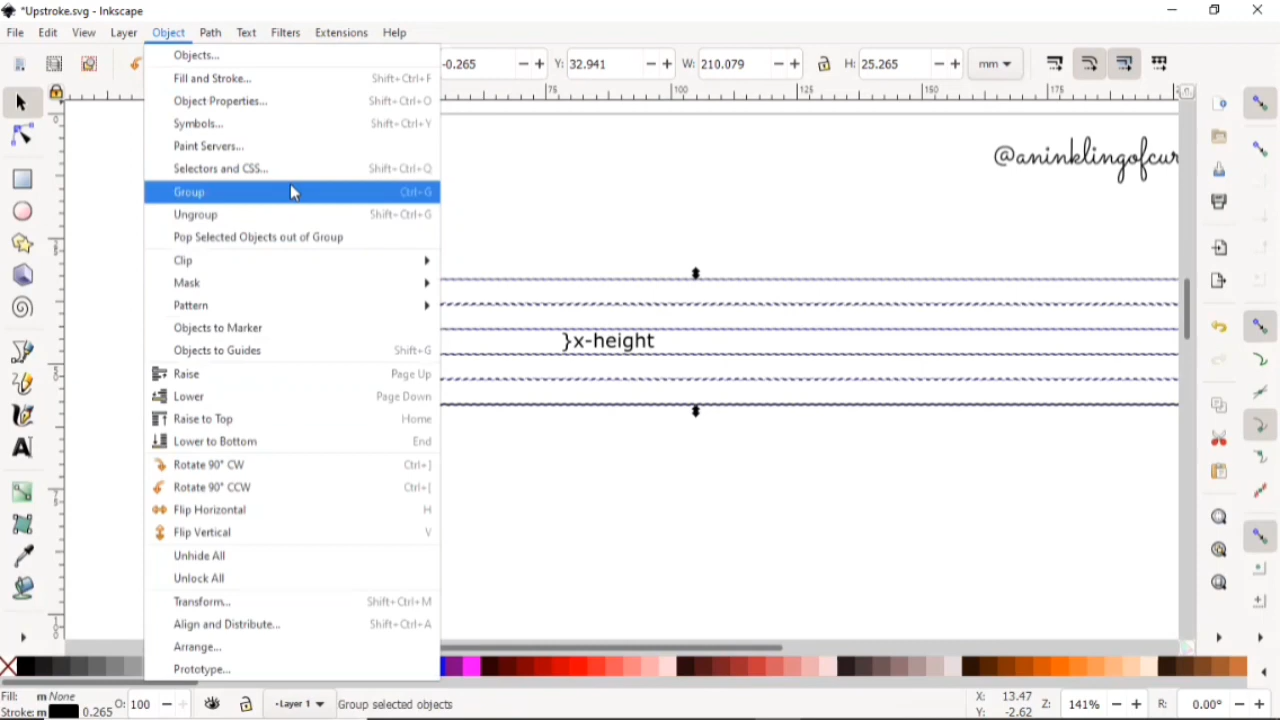 *Upstroke.svg - Inkscape
File Edit View Layer Object Path Text Filters Extensions Help
-0.265 Y: 32.941 W: 210.079 H: 25.265 mm
75 100 125 150 175
Objects...
Fill and Stroke... Shift+Ctrl+F
Object Properties... Shift+Ctrl+O
Symbols... Shift+Ctrl+Y
Paint Servers...
Selectors and CSS... Shift+Ctrl+Q
Group Ctrl+G
Ungroup Shift+Ctrl+G
Pop Selected Objects out of Group
Clip
Mask
Pattern
Objects to Marker
Objects to Guides Shift+G
Raise Page Up
Lower Page Down
Raise to Top Home
Lower to Bottom End
Rotate 90° CW Ctrl+]
Rotate 90° CCW Ctrl+[
Flip Horizontal H
Flip Vertical V
Unhide All
Unlock All
Transform... Shift+Ctrl+M
Align and Distribute... Shift+Ctrl+A
Arrange...
Prototype...
@aninklingofcur
}x-height
Fill: m None O: 100 -Layer 1 Group selected objects X: 13.47 Z: 141% R: 0.00°
Stroke: m 0.265 Y: -2.62